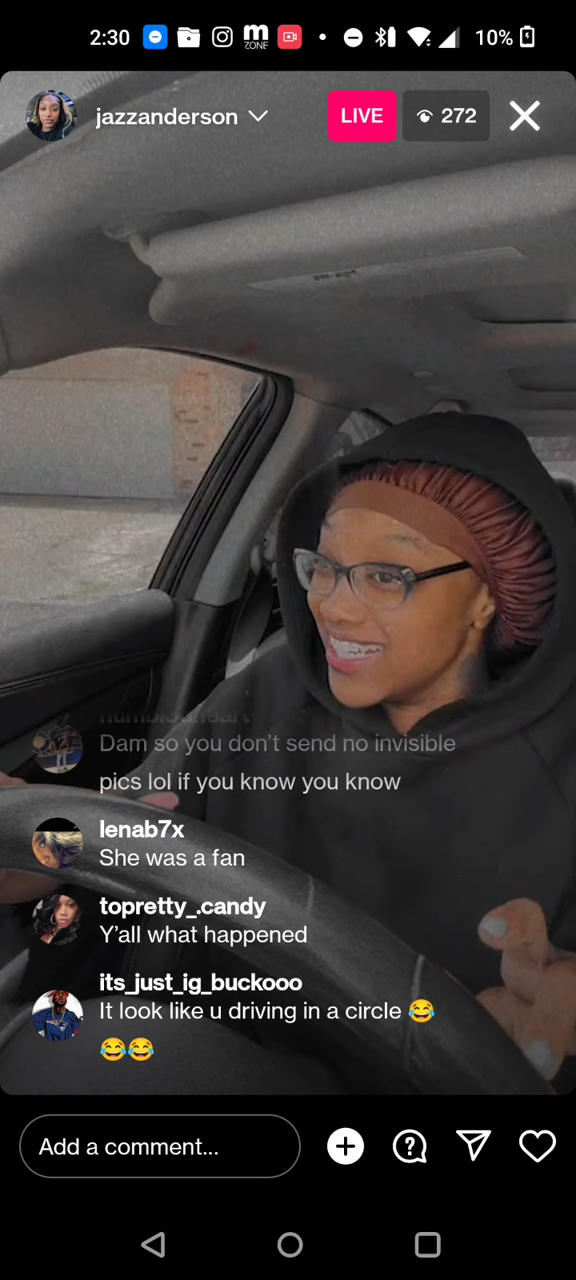 2:30
m
ZONE
10%
jazzanderson
LIVE
272
Dam so you don't send no invisible
pics lol if you know you know
lenab7x
She was a fan
topretty_.candy
Y'all what happened
its_just_ig_buckooo
It look like u driving in a circle 😂
😂😂
Add a comment...